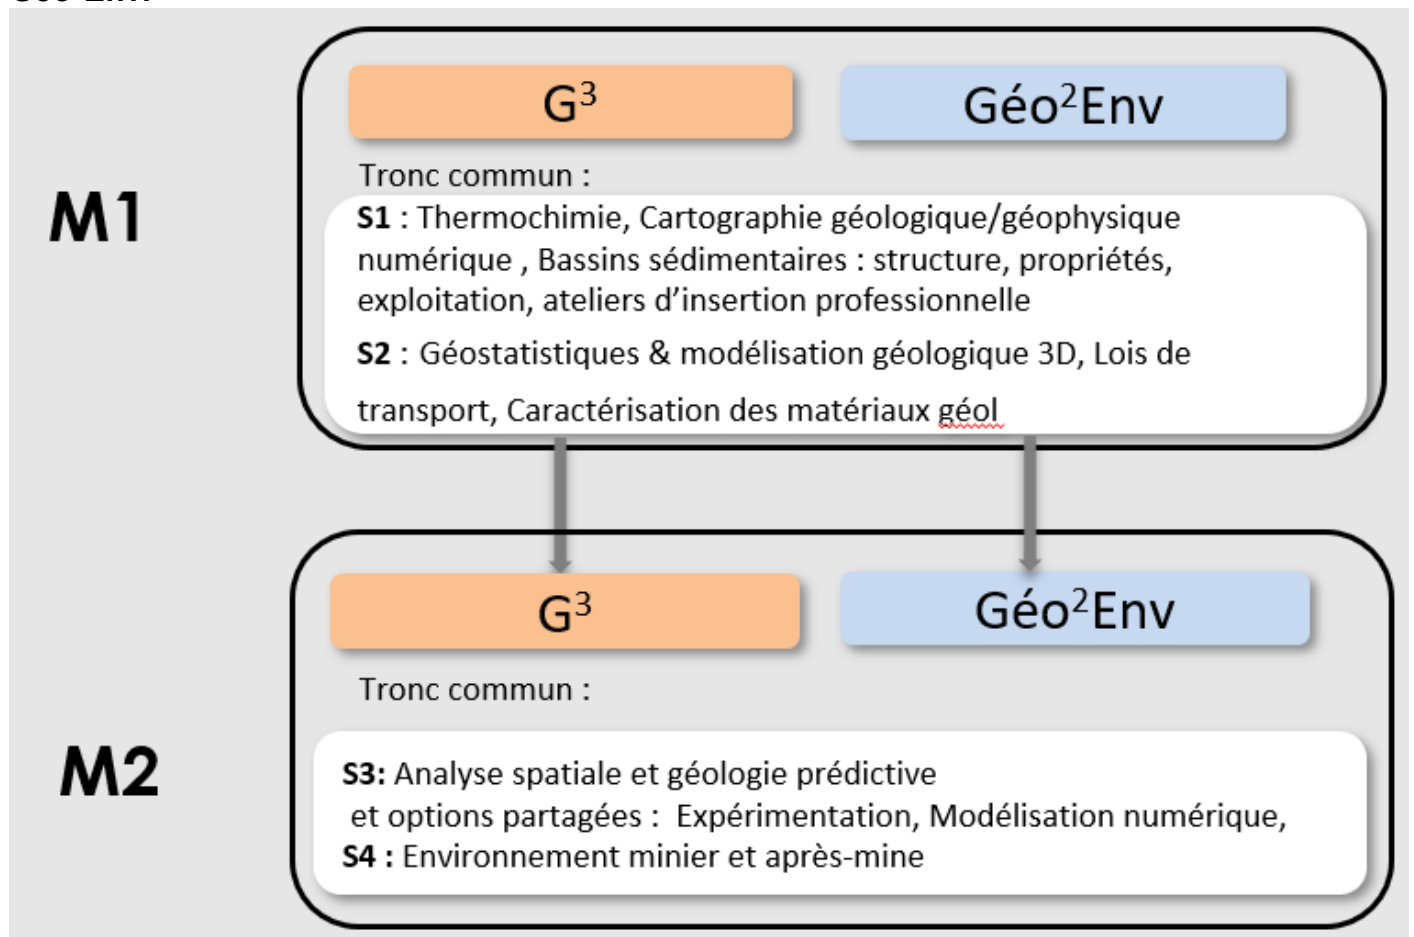 G³ Géo²Env
Tronc commun :
M1
S1 : Thermochimie, Cartographie géologique/géophysique
numérique , Bassins sédimentaires : structure, propriétés,
exploitation, ateliers d’insertion professionnelle
S2 : Géostatistiques & modélisation géologique 3D, Lois de
transport, Caractérisation des matériaux géol
G³ Géo²Env
Tronc commun :
M2
S3: Analyse spatiale et géologie prédictive
et options partagées : Expérimentation, Modélisation numérique,
S4 : Environnement minier et après-mine